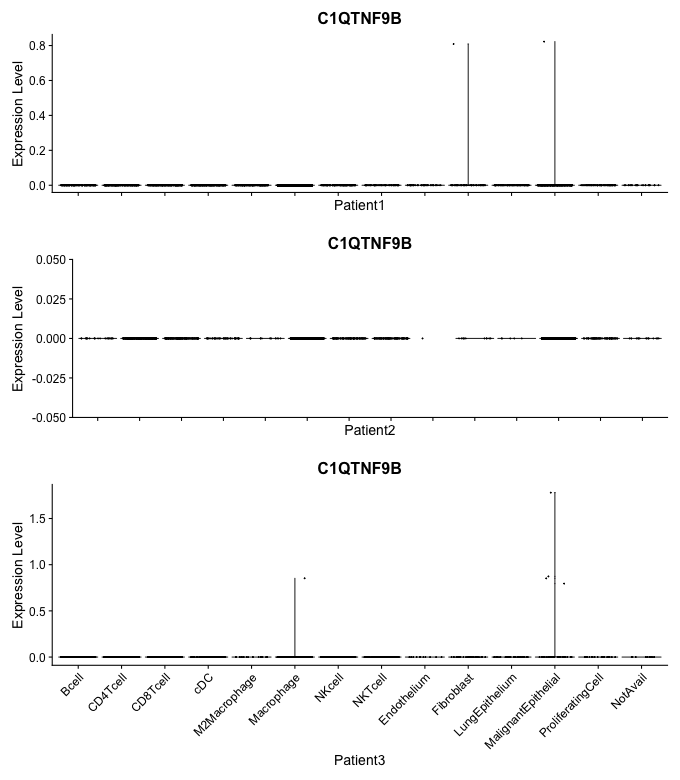 C1QTNF9B
Expression Level
0.8
0.6
0.4
0.2
0.0
Patient1
C1QTNF9B
Expression Level
0.050
0.025
0.000
-0.025
-0.050
Patient2
C1QTNF9B
Expression Level
1.5
1.0
0.5
0.0
Bcell
CD4Tcell
CD8Tcell
cDC
M2Macrophage
Macrophage
NKcell
NKTcell
Endothelium
Fibroblast
LungEpithelium
MalignantEpithelial
ProliferatingCell
NotAvail
Patient3